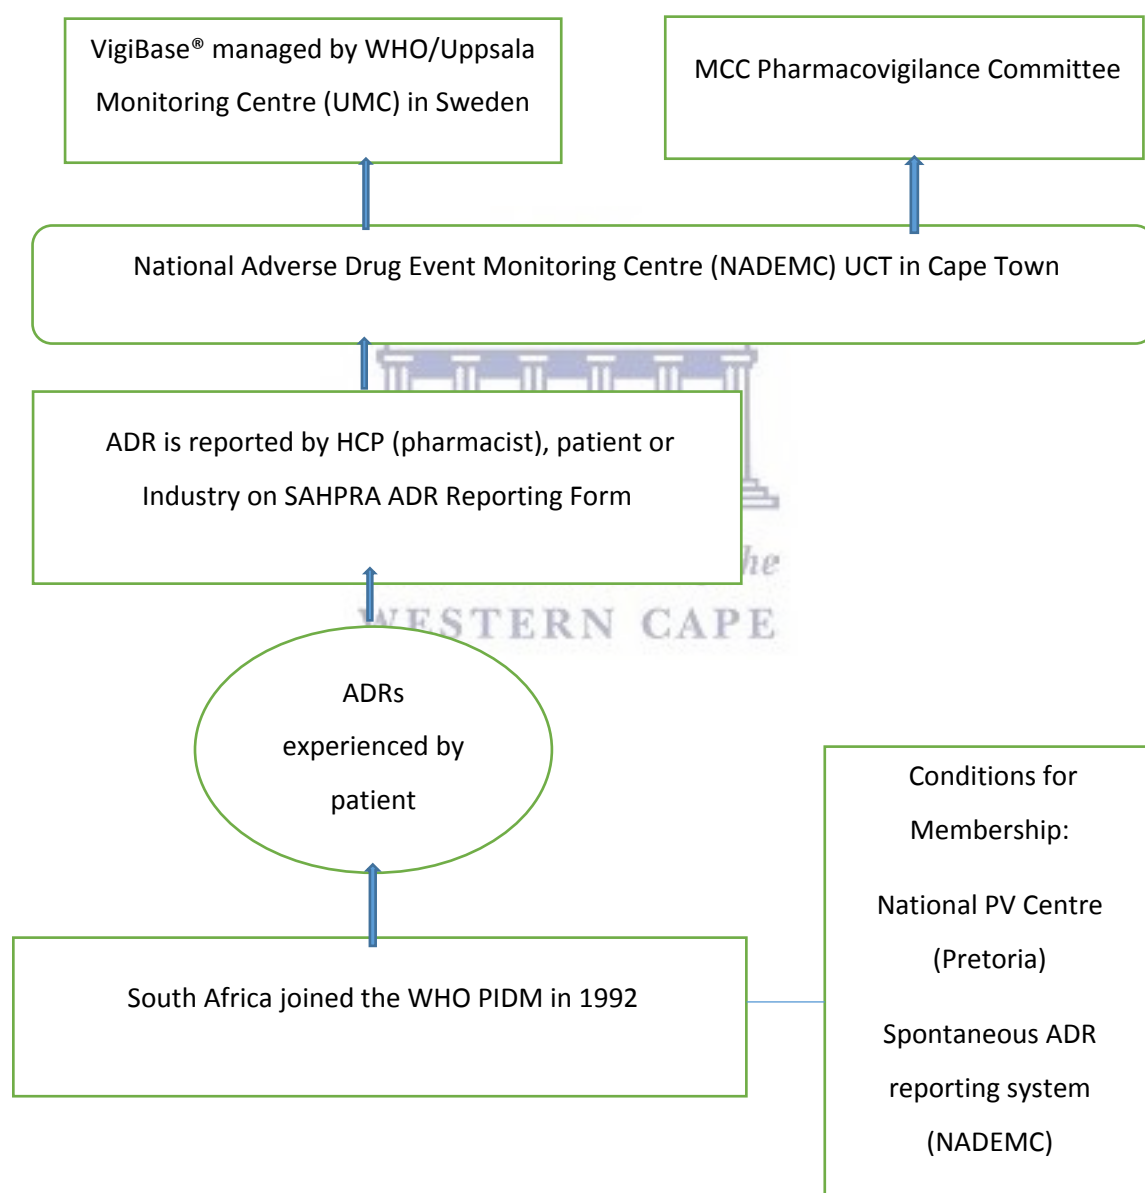 VigiBase® managed by WHO/Uppsala
Monitoring Centre (UMC) in Sweden
MCC Pharmacovigilance Committee
National Adverse Drug Event Monitoring Centre (NADEMC) UCT in Cape Town
ADR is reported by HCP (pharmacist), patient or
Industry on SAHPRA ADR Reporting Form
he
WESTERN CAPE
ADRs
experienced by
patient
Conditions for
Membership:
National PV Centre
(Pretoria)
Spontaneous ADR
reporting system
(NADEMC)
South Africa joined the WHO PIDM in 1992